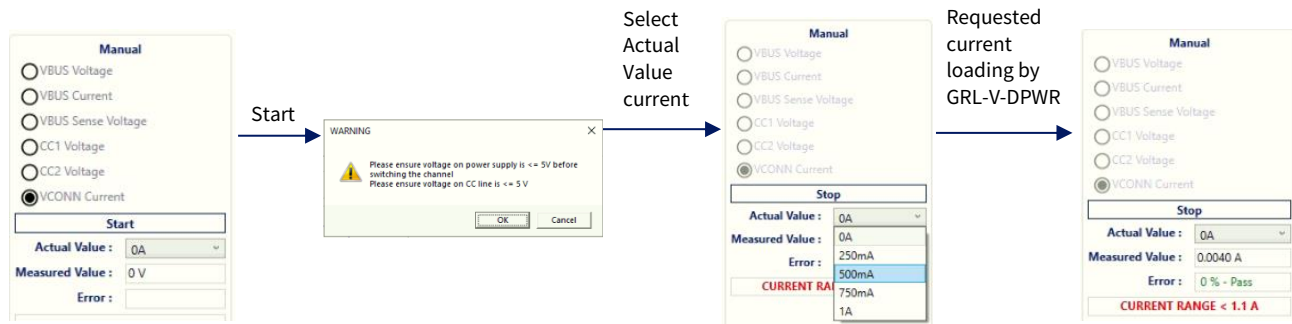 Manual
VBUS Voltage
VBUS Current
VBUS Sense Voltage
CC1 Voltage
CC2 Voltage
VCONN Current
Start
Actual Value : 0A
Measured Value : 0 V
Error :
Start
WARNING
Please ensure voltage on power supply is <= 5V before
switching the channel
Please ensure voltage on CC line is <= 5 V
OK Cancel
Select
Actual
Value
current
Manual
VBUS Voltage
VBUS Current
VBUS Sense Voltage
CC1 Voltage
CC2 Voltage
VCONN Current
Stop
Actual Value : 0A
Measured Value : 0A
250mA
Error :
500mA
CURRENT RA
750mA
1A
Requested
current
loading by
GRL-V-DPWR
Manual
VBUS Voltage
VBUS Current
VBUS Sense Voltage
CC1 Voltage
CC2 Voltage
VCONN Current
Stop
Actual Value : 0A
Measured Value : 0.0040 A
Error : 0 % - Pass
CURRENT RANGE < 1.1 A